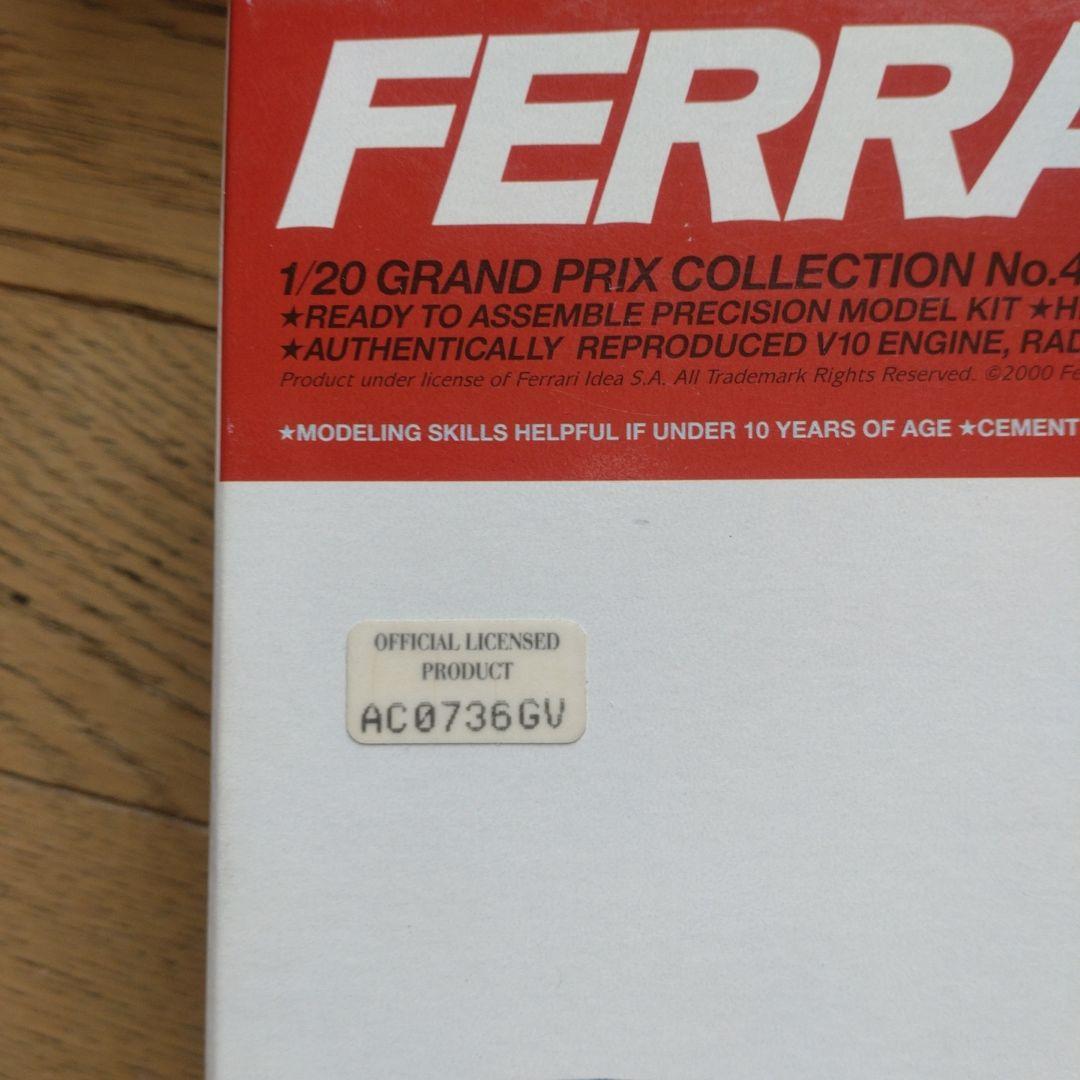 FERRA
1/20 GRAND PRIX COLLECTION No.4
★READY TO ASSEMBLE PRECISION MODEL KIT ★H
★AUTHENTICALLY REPRODUCED V10 ENGINE, RAD
Product under license of Ferrari Idea S.A. All Trademark Rights Reserved. ©2000 Fe
★MODELING SKILLS HELPFUL IF UNDER 10 YEARS OF AGE ★CEMENT
OFFICIAL LICENSED
PRODUCT
AC0736GV